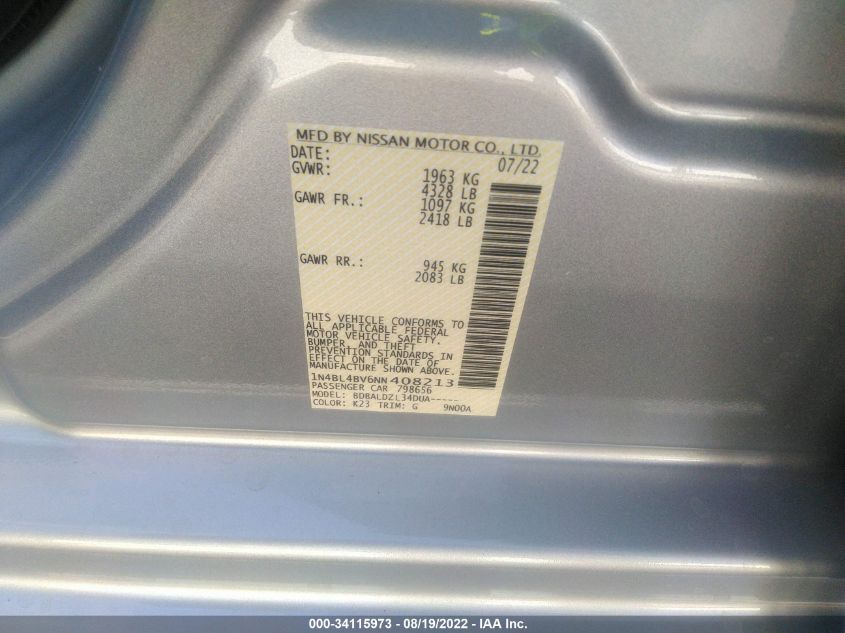 MFD BY NISSAN MOTOR CO., LTD.
DATE: 07/22
GVWR: 1963 KG
4328 LB
GAWR FR.: 1097 KG
2418 LB
GAWR RR.: 945 KG
2083 LB
THIS VEHICLE CONFORMS TO
ALL APPLICABLE FEDERAL
MOTOR VEHICLE SAFETY,
BUMPER, AND THEFT
PREVENTION STANDARDS IN
EFFECT ON THE DATE OF
MANUFACTURE SHOWN ABOVE.
1N4BL4BV6NN408213
PASSENGER CAR 798656
MODEL: BDBALDZL34DUA-----
COLOR: K23 TRIM: G 9N00A
000-34115973 - 08/19/2022 - IAA Inc.